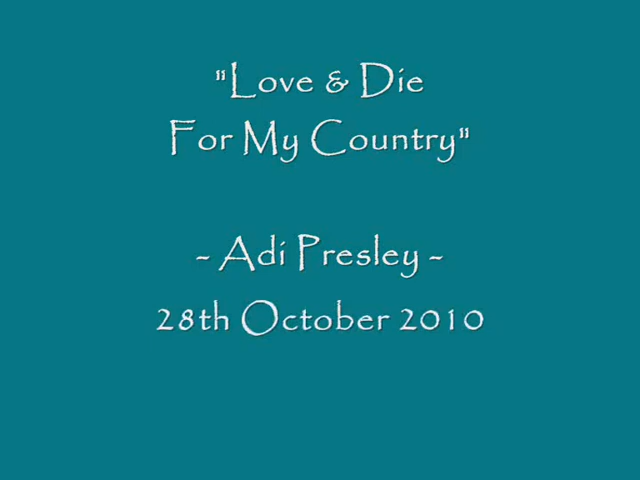 "Love & Die
For My Country"
- Adi Presley -
28th October 2010